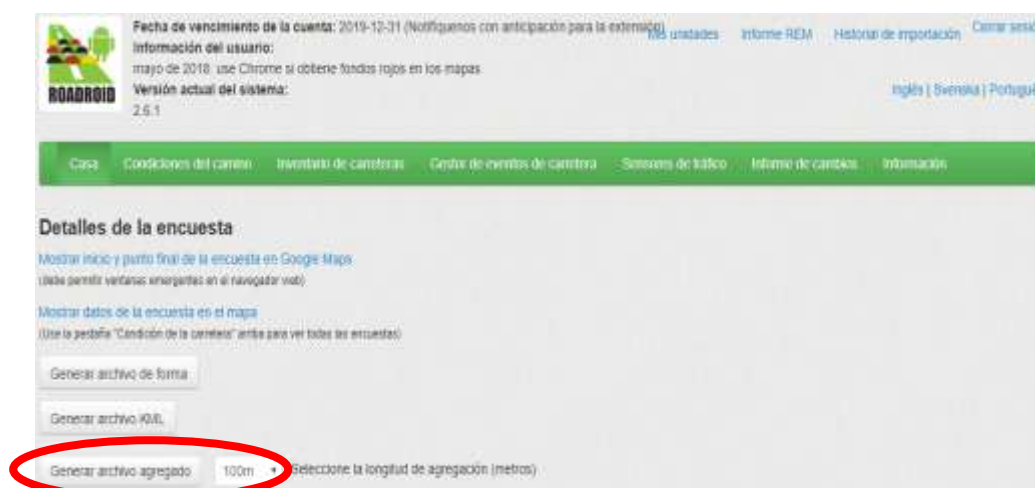 Fecha de vencimiento de la cuenta: 2019-12-31 (Notifíquenos con anticipación para la extensión)
Mis unidades Informe REM Historial de importación Cerrar sesió
Información del usuario:
mayo de 2018: use Chrome si obtiene fondos rojos en los mapas
ROADROID
Versión actual del sistema:
Inglés | Svenska | Portugué
2.6.1
Casa Condiciones del camino Inventario de carreteras Gestor de eventos de carretera Sensores de tráfico Informe de cambios Información
Detalles de la encuesta
Mostrar inicio y punto final de la encuesta en Google Maps
(debe permitir ventanas emergentes en el navegador web)
Mostrar datos de la encuesta en el mapa
(Use la pestaña "Condición de la carretera" arriba para ver todas las encuestas)
Generar archivo de forma
Generar archivo KML
Generar archivo agregado 100m Seleccione la longitud de agregación (metros)